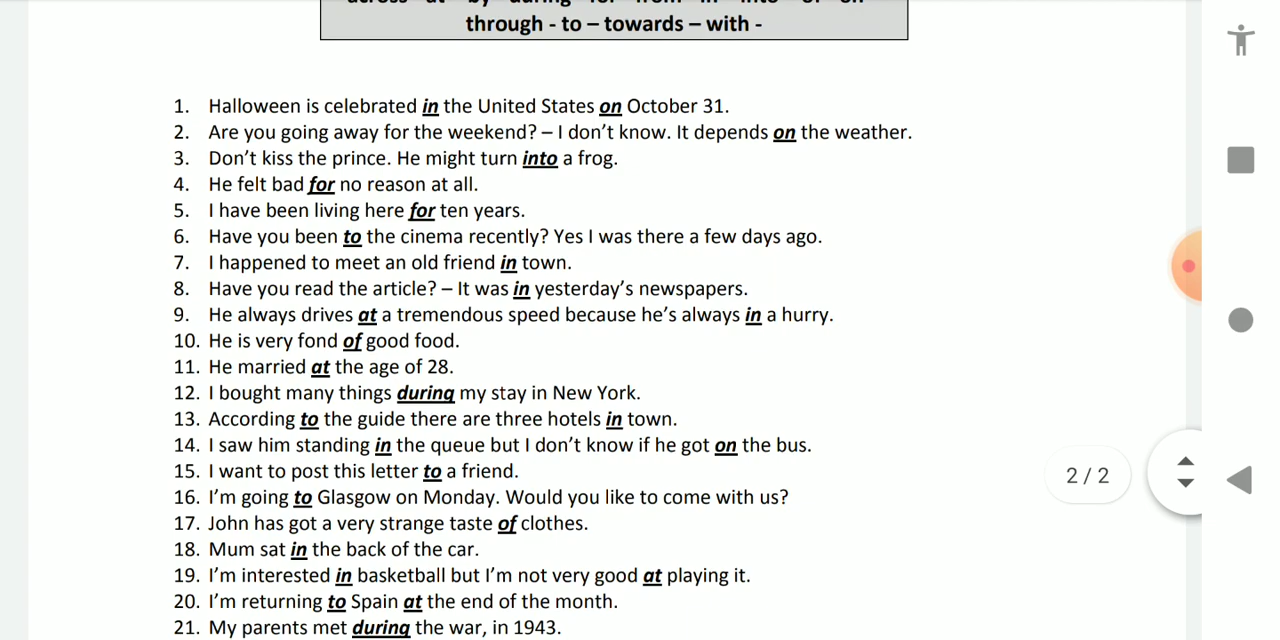 through - to – towards – with -
1. Halloween is celebrated in the United States on October 31.
2. Are you going away for the weekend? – I don't know. It depends on the weather.
3. Don't kiss the prince. He might turn into a frog.
4. He felt bad for no reason at all.
5. I have been living here for ten years.
6. Have you been to the cinema recently? Yes I was there a few days ago.
7. I happened to meet an old friend in town.
8. Have you read the article? – It was in yesterday's newspapers.
9. He always drives at a tremendous speed because he's always in a hurry.
10. He is very fond of good food.
11. He married at the age of 28.
12. I bought many things during my stay in New York.
13. According to the guide there are three hotels in town.
14. I saw him standing in the queue but I don't know if he got on the bus.
15. I want to post this letter to a friend.
16. I'm going to Glasgow on Monday. Would you like to come with us?
17. John has got a very strange taste of clothes.
18. Mum sat in the back of the car.
19. I'm interested in basketball but I'm not very good at playing it.
20. I'm returning to Spain at the end of the month.
21. My parents met during the war, in 1943.
2 / 2